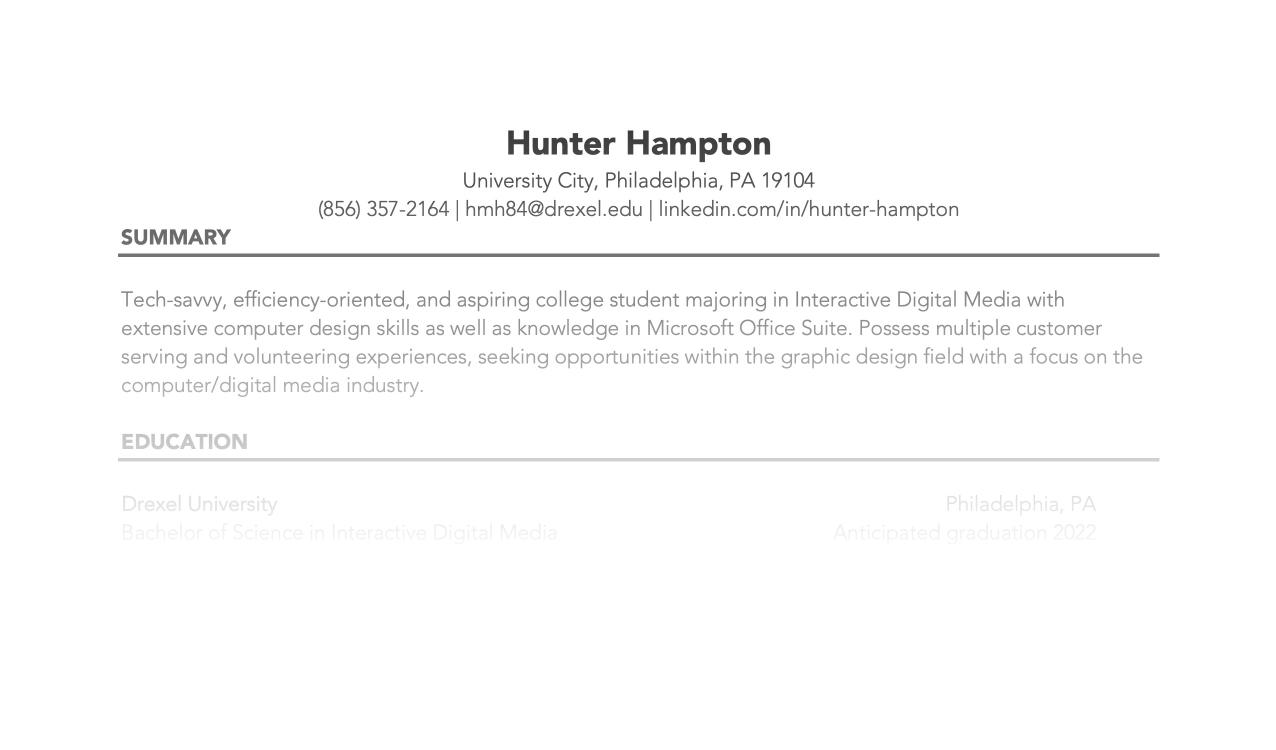 Hunter Hampton
University City, Philadelphia, PA 19104
(856) 357-2164 | hmh84@drexel.edu | linkedin.com/in/hunter-hampton
SUMMARY
Tech-savvy, efficiency-oriented, and aspiring college student majoring in Interactive Digital Media with
extensive computer design skills as well as knowledge in Microsoft Office Suite. Possess multiple customer
serving and volunteering experiences, seeking opportunities within the graphic design field with a focus on the
computer/digital media industry.
EDUCATION
Drexel University Philadelphia, PA
Bachelor of Science in Interactive Digital Media Anticipated graduation 2022